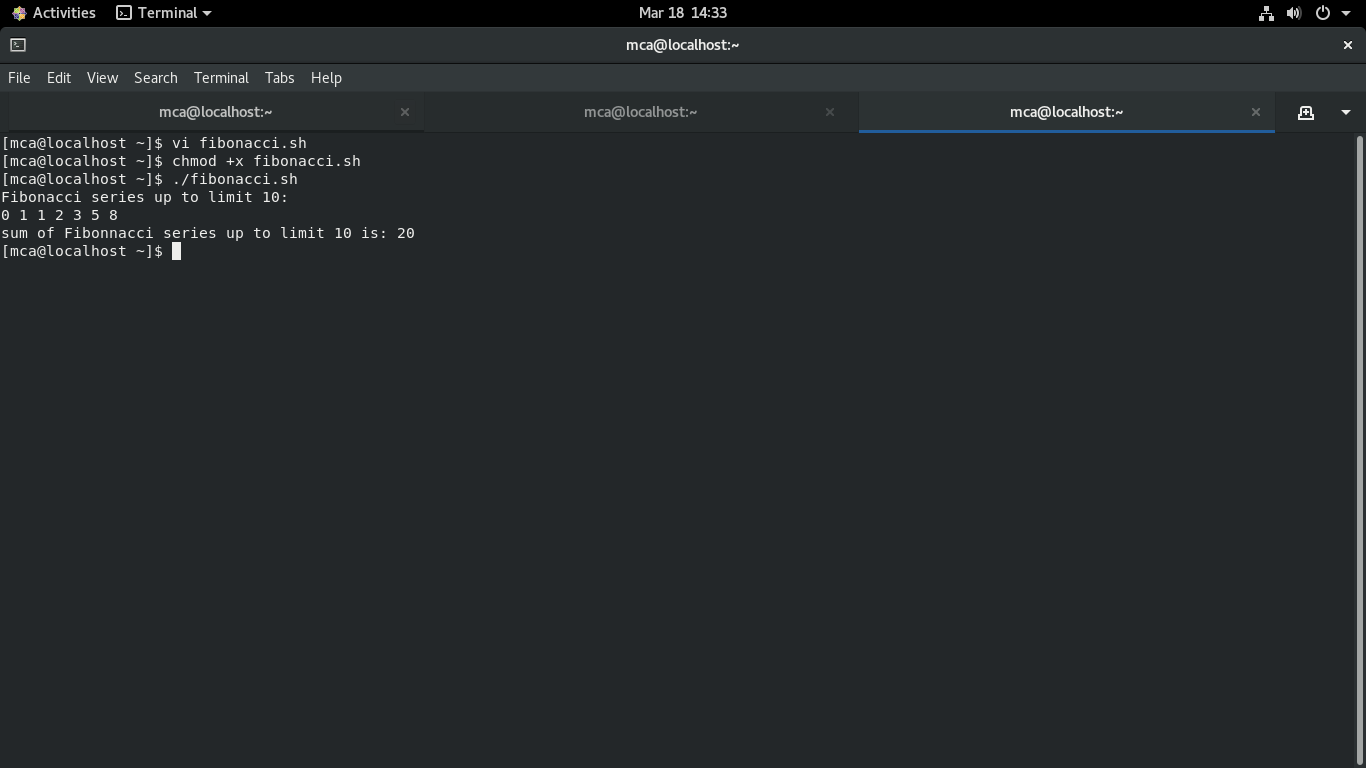 Activities Terminal Mar 18 14:33
mca@localhost:~
File Edit View Search Terminal Tabs Help
mca@localhost:~ mca@localhost:~ mca@localhost:~
[mca@localhost ~]$ vi fibonacci.sh
[mca@localhost ~]$ chmod +x fibonacci.sh
[mca@localhost ~]$ ./fibonacci.sh
Fibonacci series up to limit 10:
0 1 1 2 3 5 8
sum of Fibonnacci series up to limit 10 is: 20
[mca@localhost ~]$